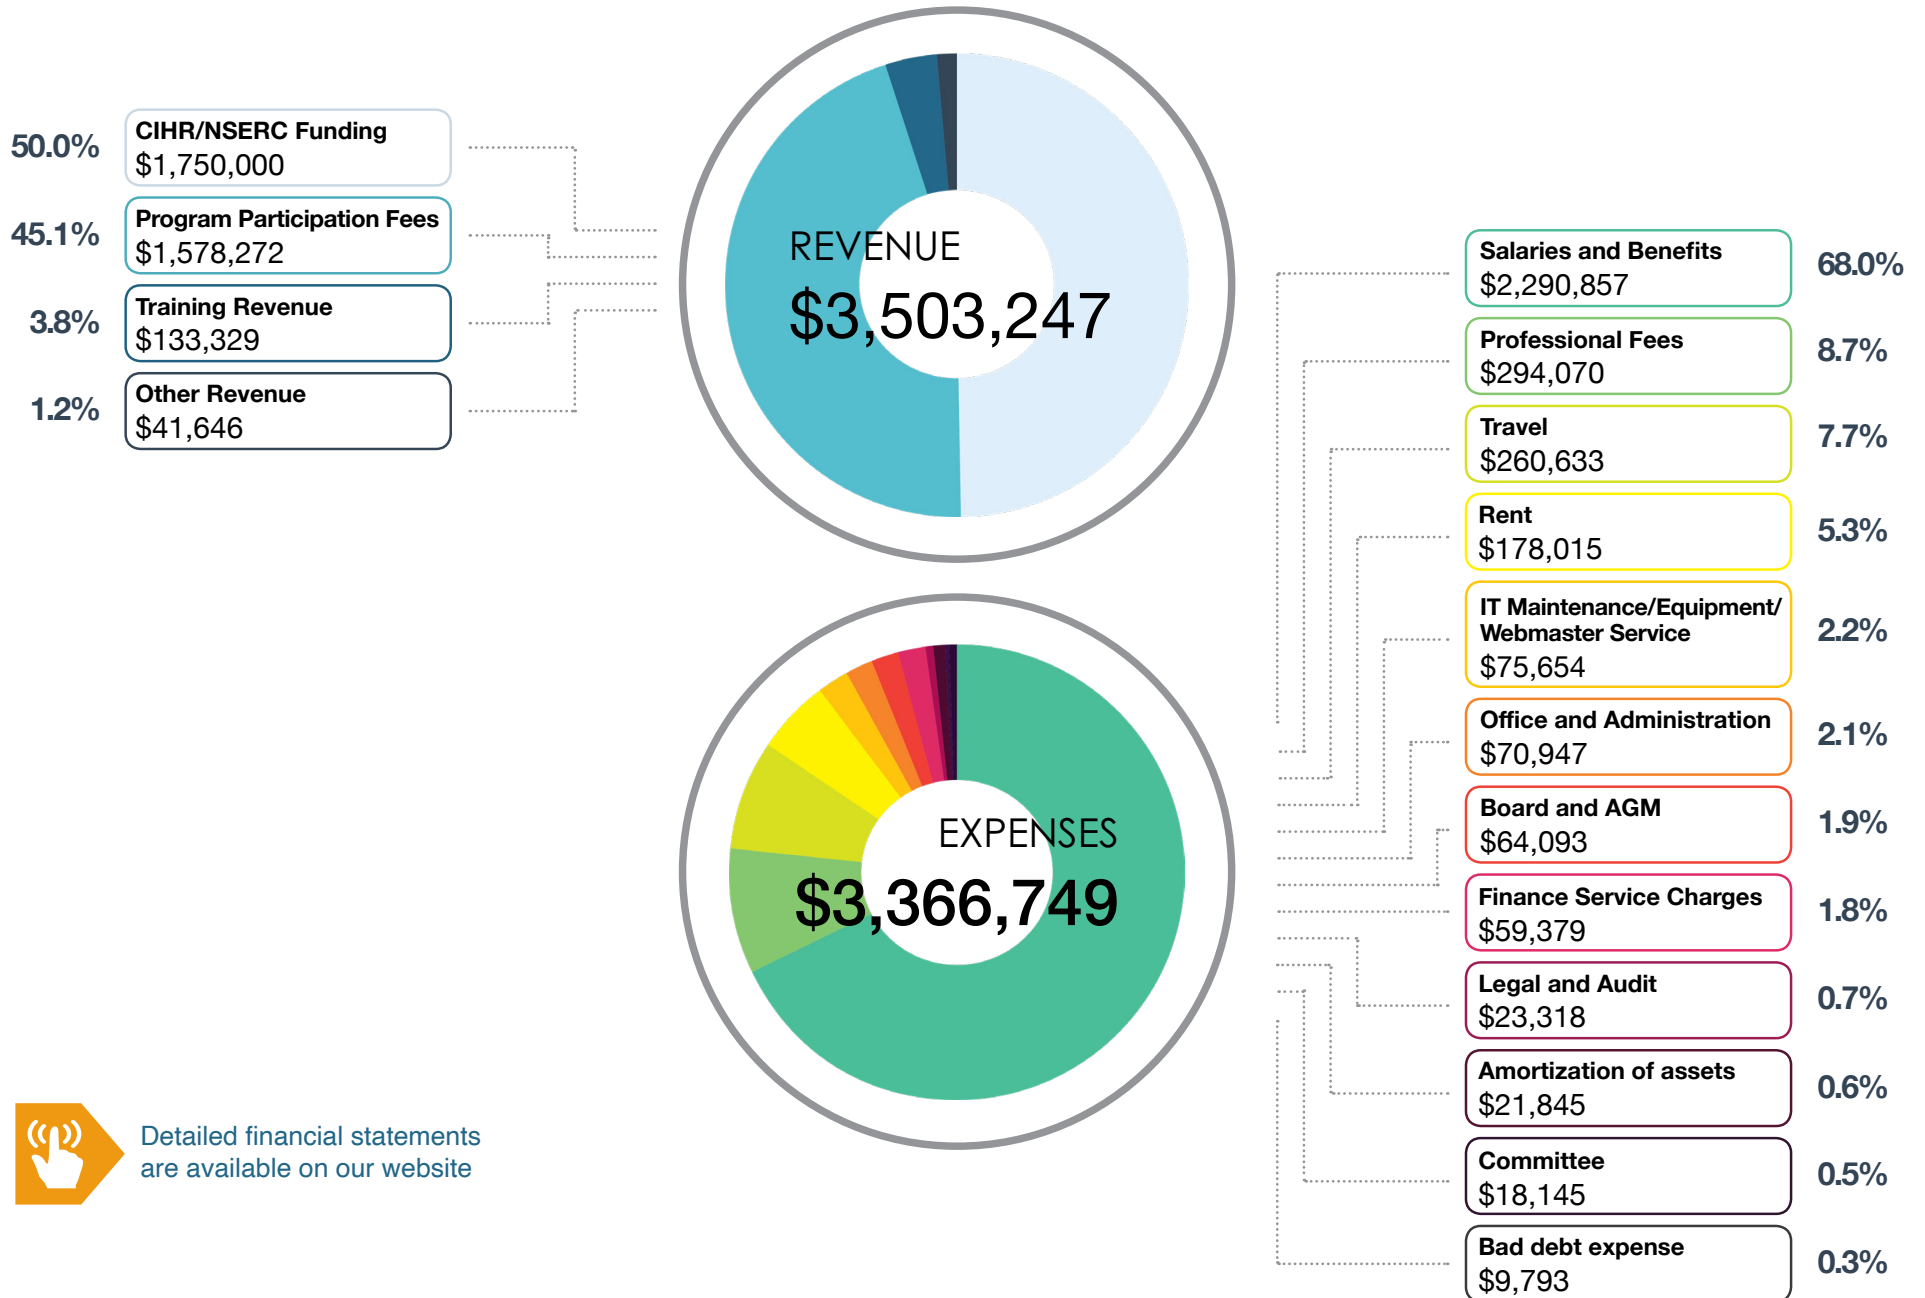 50.0%
CIHR/NSERC Funding
$1,750,000
45.1%
Program Participation Fees
$1,578,272
3.8%
Training Revenue
$133,329
1.2%
Other Revenue
$41,646
REVENUE
$3,503,247
EXPENSES
$3,366,749
Salaries and Benefits
$2,290,857
68.0%
Professional Fees
$294,070
8.7%
Travel
$260,633
7.7%
Rent
$178,015
5.3%
IT Maintenance/Equipment/
Webmaster Service
$75,654
2.2%
Office and Administration
$70,947
2.1%
Board and AGM
$64,093
1.9%
Finance Service Charges
$59,379
1.8%
Legal and Audit
$23,318
0.7%
Amortization of assets
$21,845
0.6%
Committee
$18,145
0.5%
Bad debt expense
$9,793
0.3%
Detailed financial statements
are available on our website